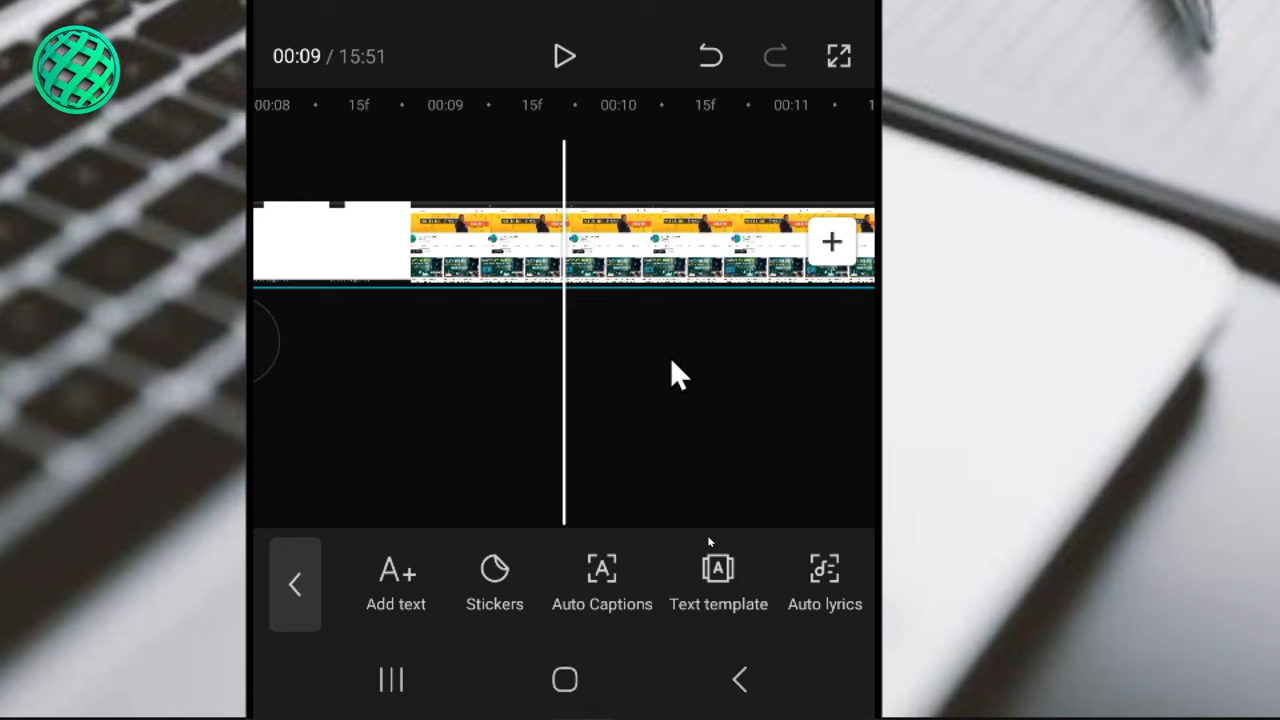 00:09 / 15:51
00:08 15f 00:09 15f 00:10 15f 00:11 1
A+
Add text
Stickers
A
Auto Captions
A
Text template
Auto lyrics